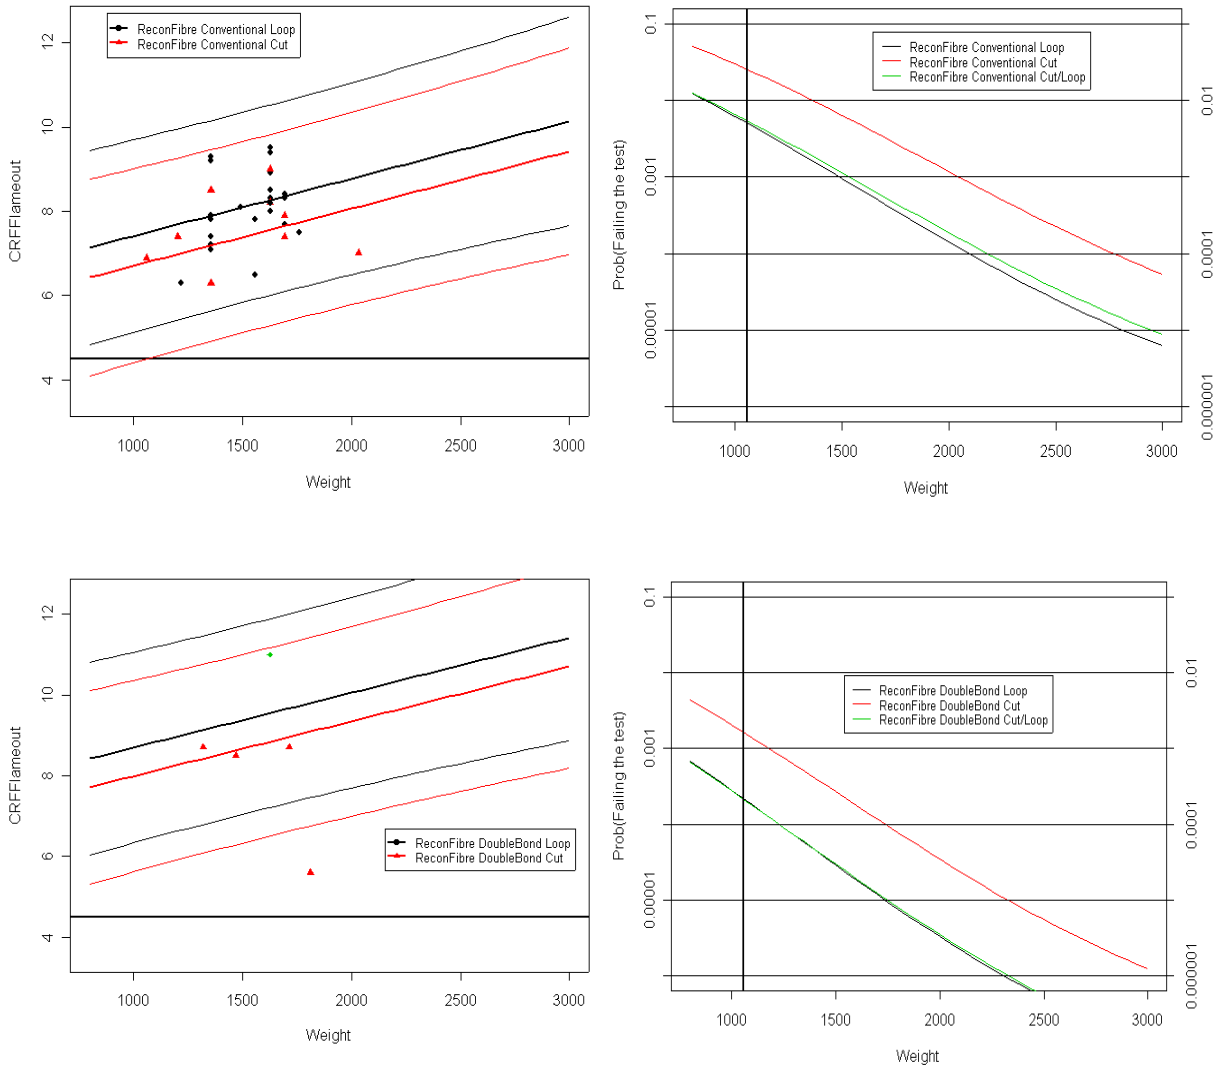 ReconFibre Conventional Loop
ReconFibre Conventional Cut
CRFFlameout
4
6
8
10
12
1000
1500
2000
2500
3000
Weight
ReconFibre Conventional Loop
ReconFibre Conventional Cut
ReconFibre Conventional Cut/Loop
Prob(Failing the test)
0.1
0.01
0.001
0.0001
0.00001
0.000001
1000
1500
2000
2500
3000
Weight
ReconFibre DoubleBond Loop
ReconFibre DoubleBond Cut
CRFFlameout
4
6
8
10
12
1000
1500
2000
2500
3000
Weight
ReconFibre DoubleBond Loop
ReconFibre DoubleBond Cut
ReconFibre DoubleBond Cut/Loop
Prob(Failing the test)
0.1
0.01
0.001
0.0001
0.00001
0.000001
1000
1500
2000
2500
3000
Weight